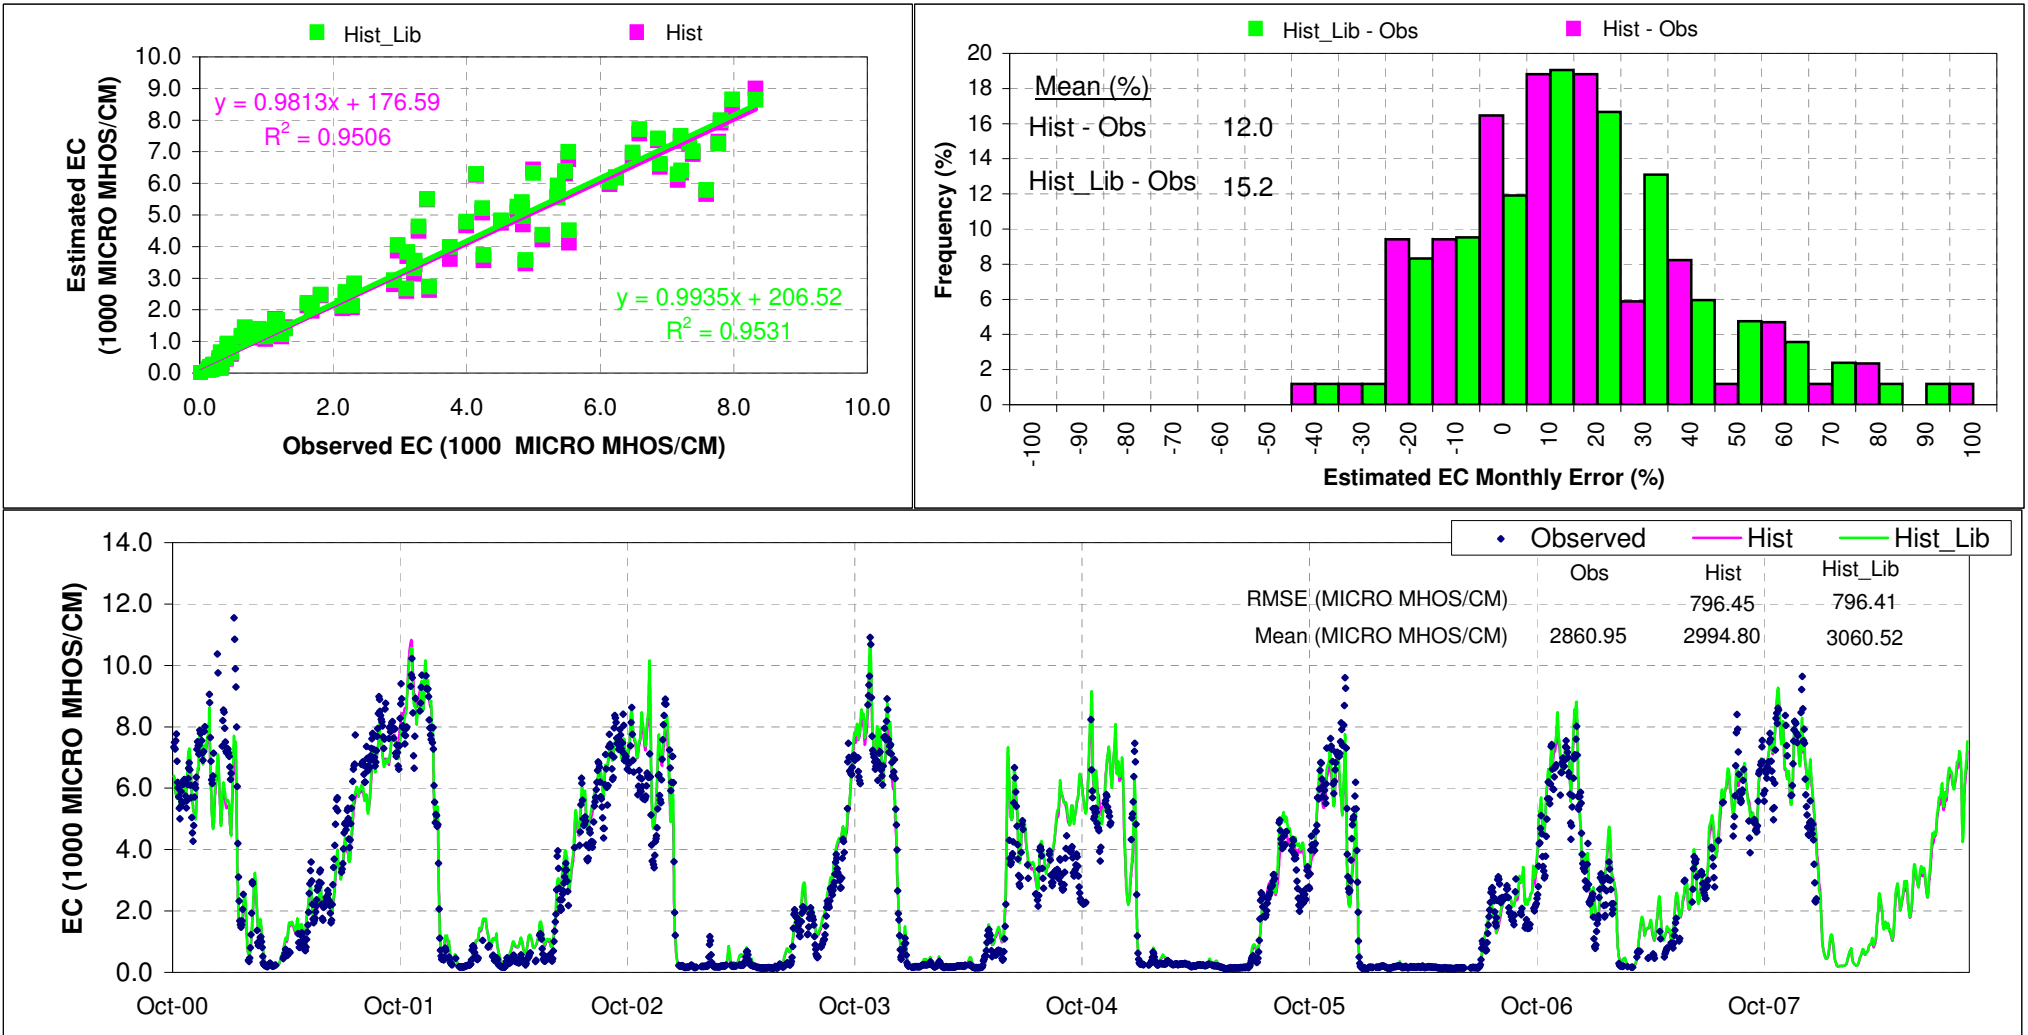 Hist_Lib Hist
10.0
9.0
8.0
7.0
6.0
5.0
4.0
3.0
2.0
1.0
0.0
Estimated EC
(1000 MICRO MHOS/CM)
y = 0.9813x + 176.59
R² = 0.9506
y = 0.9935x + 206.52
R² = 0.9531
0.0 2.0 4.0 6.0 8.0 10.0
Observed EC (1000 MICRO MHOS/CM)
Hist_Lib - Obs Hist - Obs
20
18
16
14
12
10
8
6
4
2
0
Frequency (%)
Mean (%)
Hist - Obs 12.0
Hist_Lib - Obs 15.2
-100 -90 -80 -70 -60 -50 -40 -30 -20 -10 0 10 20 30 40 50 60 70 80 90 100
Estimated EC Monthly Error (%)
14.0
12.0
10.0
8.0
6.0
4.0
2.0
0.0
EC (1000 MICRO MHOS/CM)
Observed Hist Hist_Lib
Obs Hist Hist_Lib
RMSE (MICRO MHOS/CM) 796.45 796.41
Mean (MICRO MHOS/CM) 2860.95 2994.80 3060.52
Oct-00 Oct-01 Oct-02 Oct-03 Oct-04 Oct-05 Oct-06 Oct-07